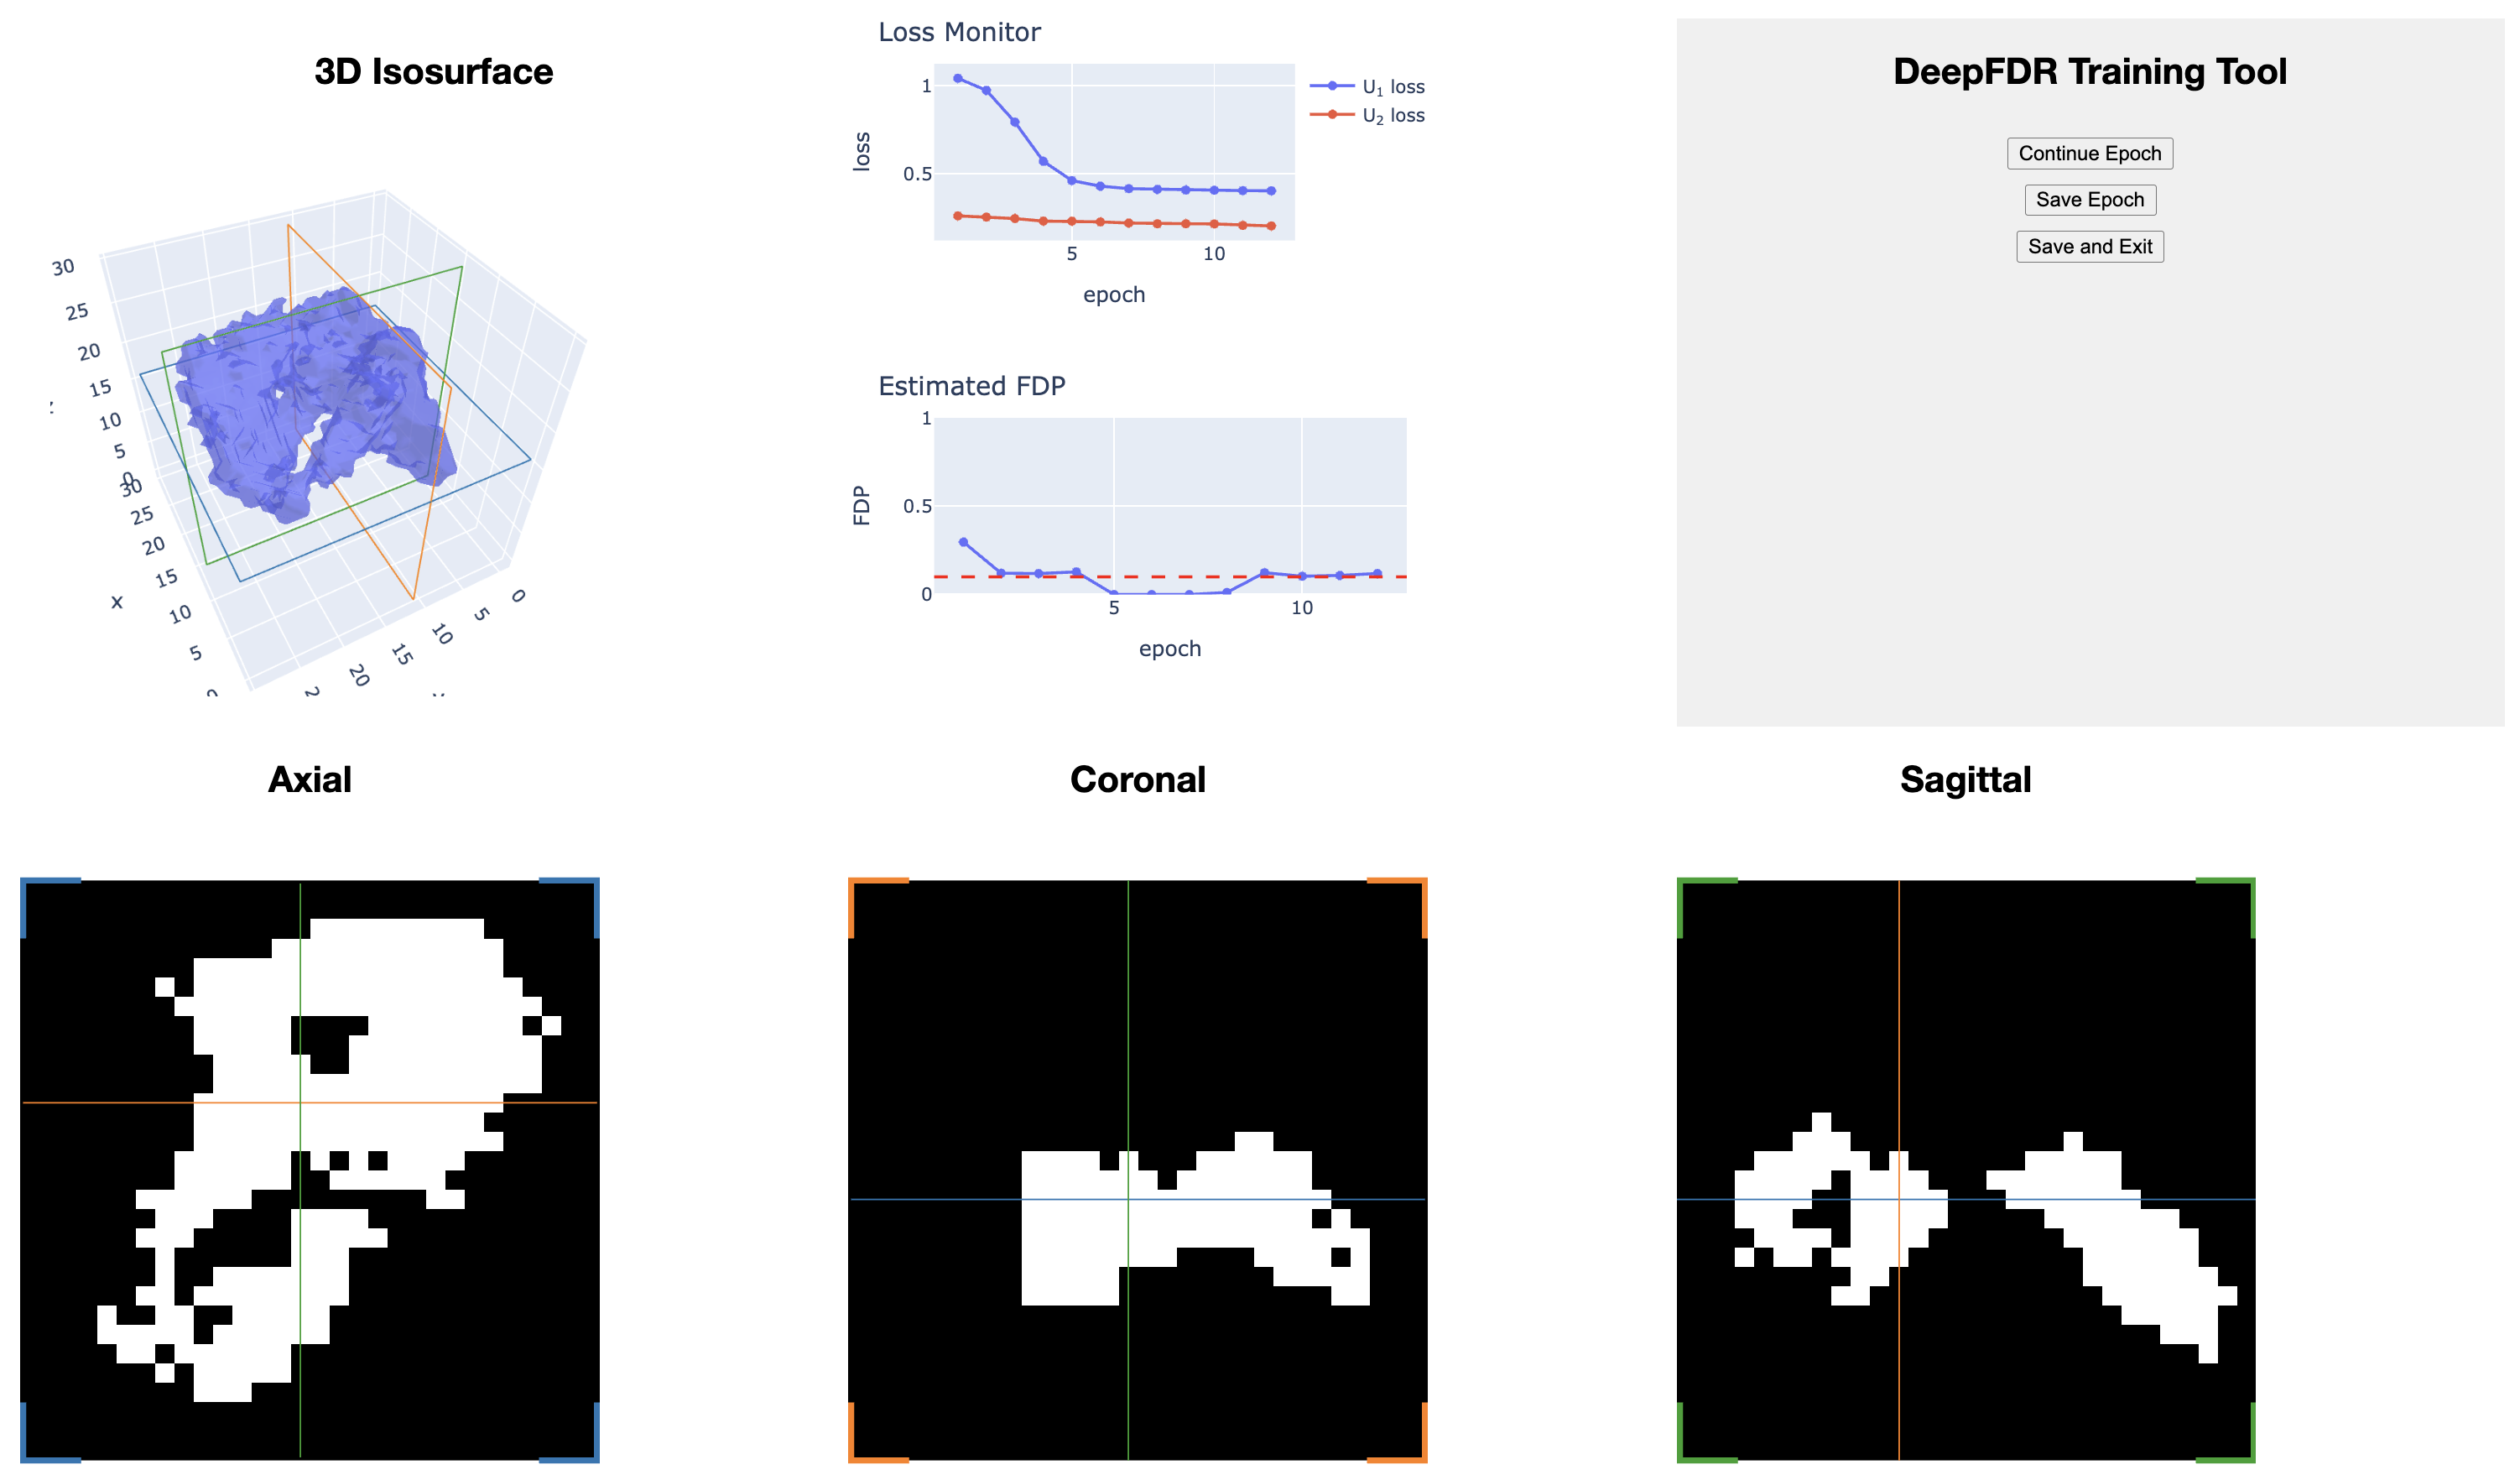 3D Isosurface
30
25
20
15
10
5
0
30
25
20
15
10
5
x
20
15
10
5
0
Loss Monitor
1
0.5
loss
5
10
epoch
U₁ loss
U₂ loss
Estimated FDP
1
0.5
0
FDP
5
10
epoch
DeepFDR Training Tool
Continue Epoch
Save Epoch
Save and Exit
Axial
Coronal
Sagittal